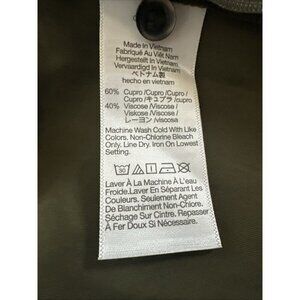 Made in Vietnam
Fabriqué Au Viêt Nam
Hergestellt in Vietnam
Vervaardigd In Vietnam
ベトナム製
hecho en vietnam
60% Cupro/Cupro/Cupro/
Cupro/キュプラ/cupro
40% Viscose/Viscose/
Viskose/Viscose/
レーヨン/viscosa
Machine Wash Cold With Like
Colors. Non-Chlorine Bleach
Only. Line Dry. Iron On Lowest
Setting.
30
Laver À La Machine À L'eau
Froide.Laver En Séparant Les
Couleurs. Seulement Agent
De Blanchiment Non-Chlore.
Séchage Sur Cintre. Repasser
À Fer Doux Si Nécessaire.